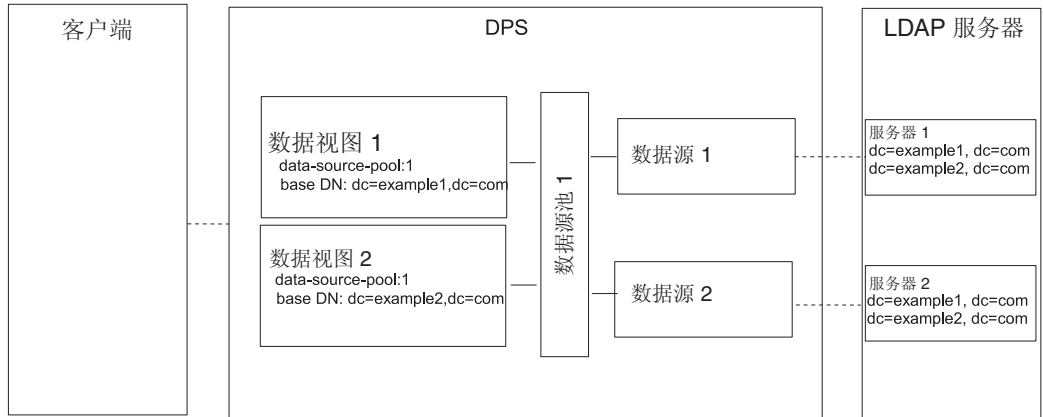 客户端
DPS
LDAP 服务器
数据视图 1
data-source-pool:1
base DN: dc=example1,dc=com
数据视图 2
data-source-pool:1
base DN: dc=example2,dc=com
数据源池 1
数据源 1
数据源 2
服务器 1
dc=example1, dc=com
dc=example2, dc=com
服务器 2
dc=example1, dc=com
dc=example2, dc=com